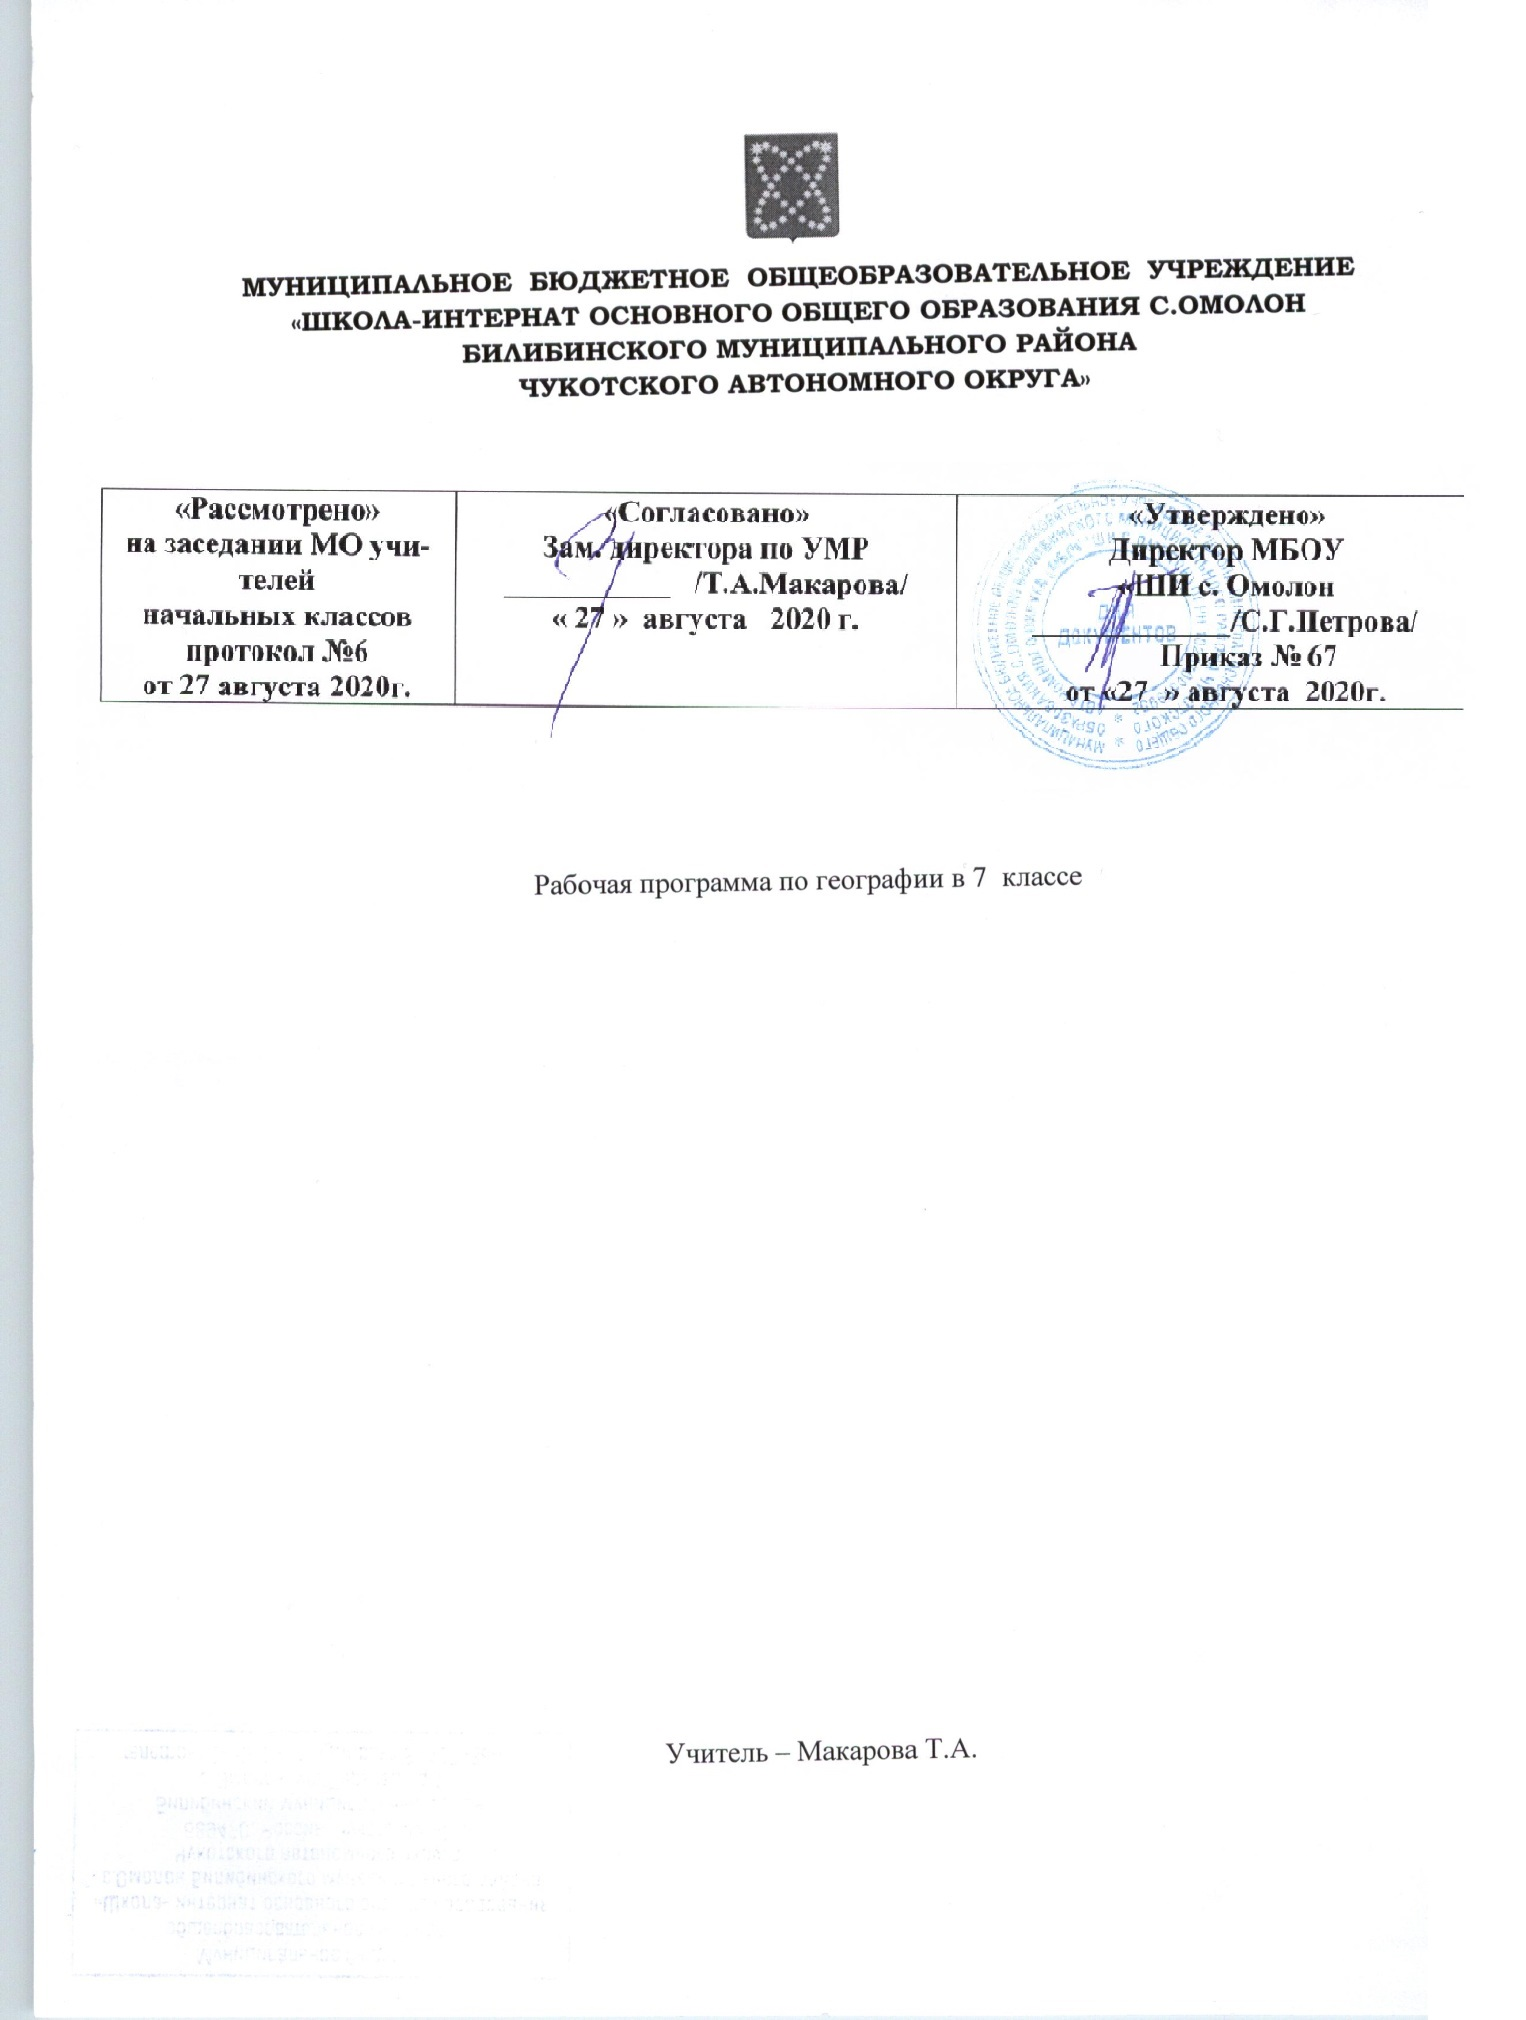 МУНИЦИПАЛЬНОЕ БЮДЖЕТНОЕ ОБЩЕОБРАЗОВАТЕЛЬНОЕ УЧРЕЖДЕНИЕ
«ШКОЛА-ИНТЕРНАТ ОСНОВНОГО ОБЩЕГО ОБРАЗОВАНИЯ С.ОМОЛОН
БИЛИБИНСКОГО МУНИЦИПАЛЬНОГО РАЙОНА
ЧУКОТСКОГО АВТОНОМНОГО ОКРУГА»
«Рассмотрено»
на заседании МО учи-
телей
начальных классов
протокол №6
от 27 августа 2020г.
«Согласовано»
Зам. директора по УМР
___________ /Т.А.Макарова/
« 27 » августа 2020 г.
«Утверждено»
Директор МБОУ
«ШИ с. Омолон
_____________/С.Г.Петрова/
Приказ № 67
от «27 » августа 2020г.
документов
Рабочая программа по географии в 7 классе
Учитель – Макарова Т.А.